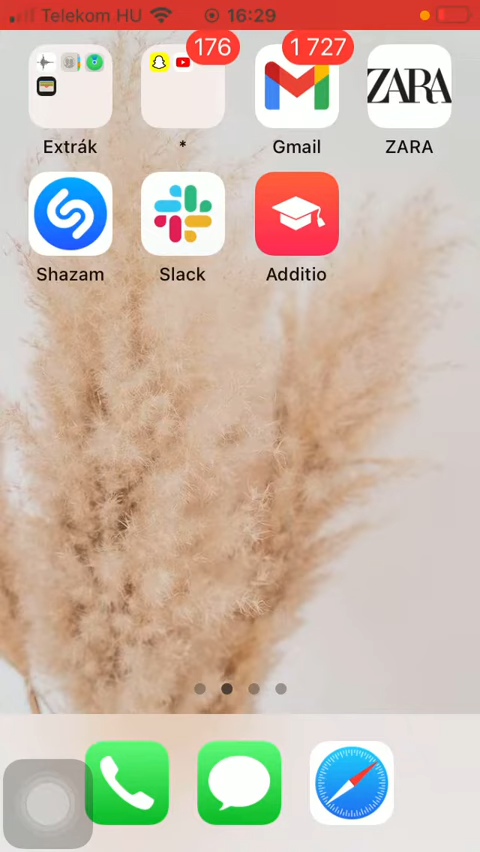 Telekom HU 16:29
176 1 727
ZARA
Extrák * Gmail ZARA
Shazam Slack Additio